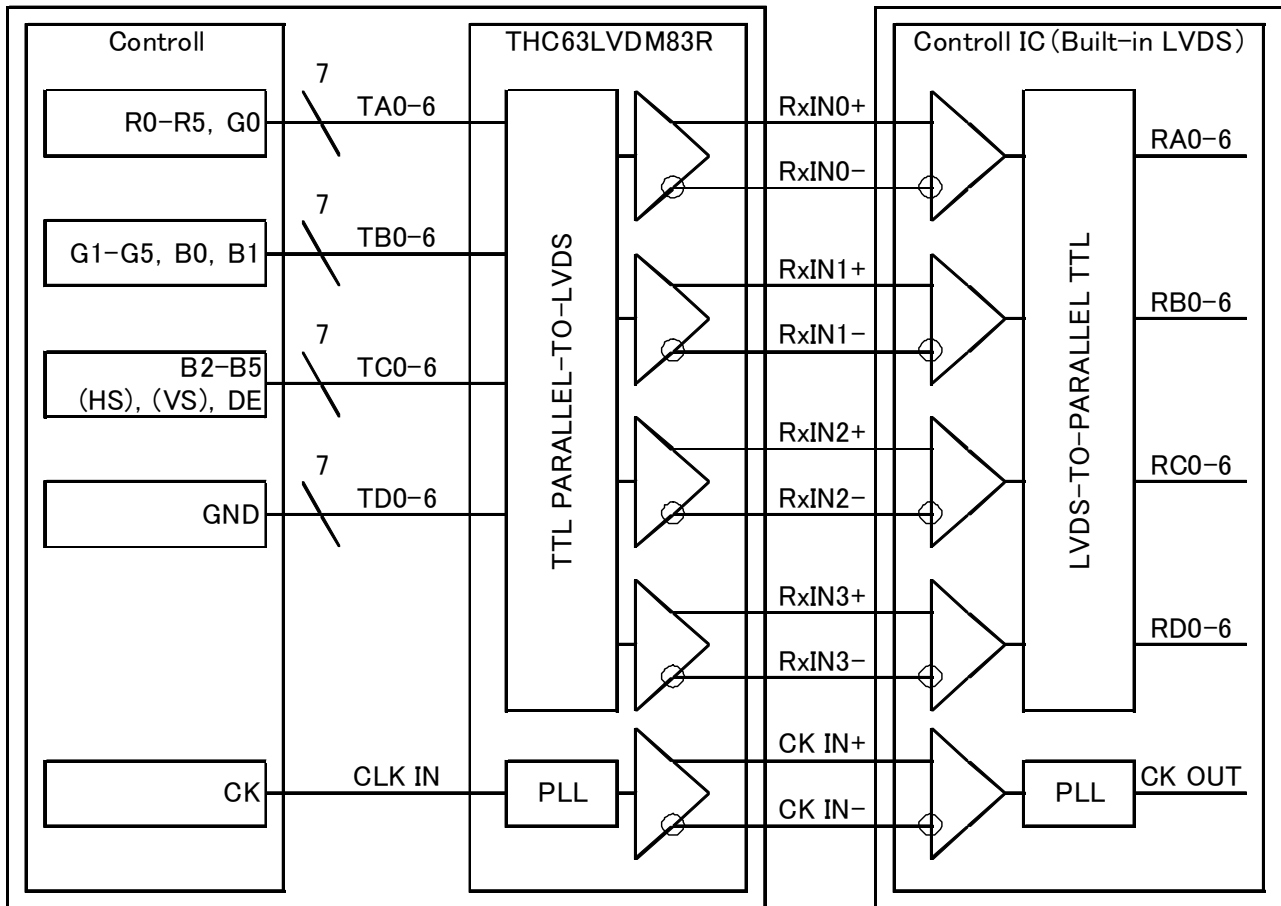 Controll
THC63LVDM83R
Controll IC(Built-in LVDS)
7
R0-R5, G0
TA0-6
RxIN0+
RxIN0-
RA0-6
7
G1-G5, B0, B1
TB0-6
RxIN1+
RxIN1-
RB0-6
7
B2-B5
(HS), (VS), DE
TC0-6
RxIN2+
RxIN2-
RC0-6
7
GND
TD0-6
TTL PARALLEL-TO-LVDS
LVDS-TO-PARALLEL TTL
RxIN3+
RxIN3-
RD0-6
CK
CLK IN
PLL
CK IN+
CK IN-
PLL
CK OUT